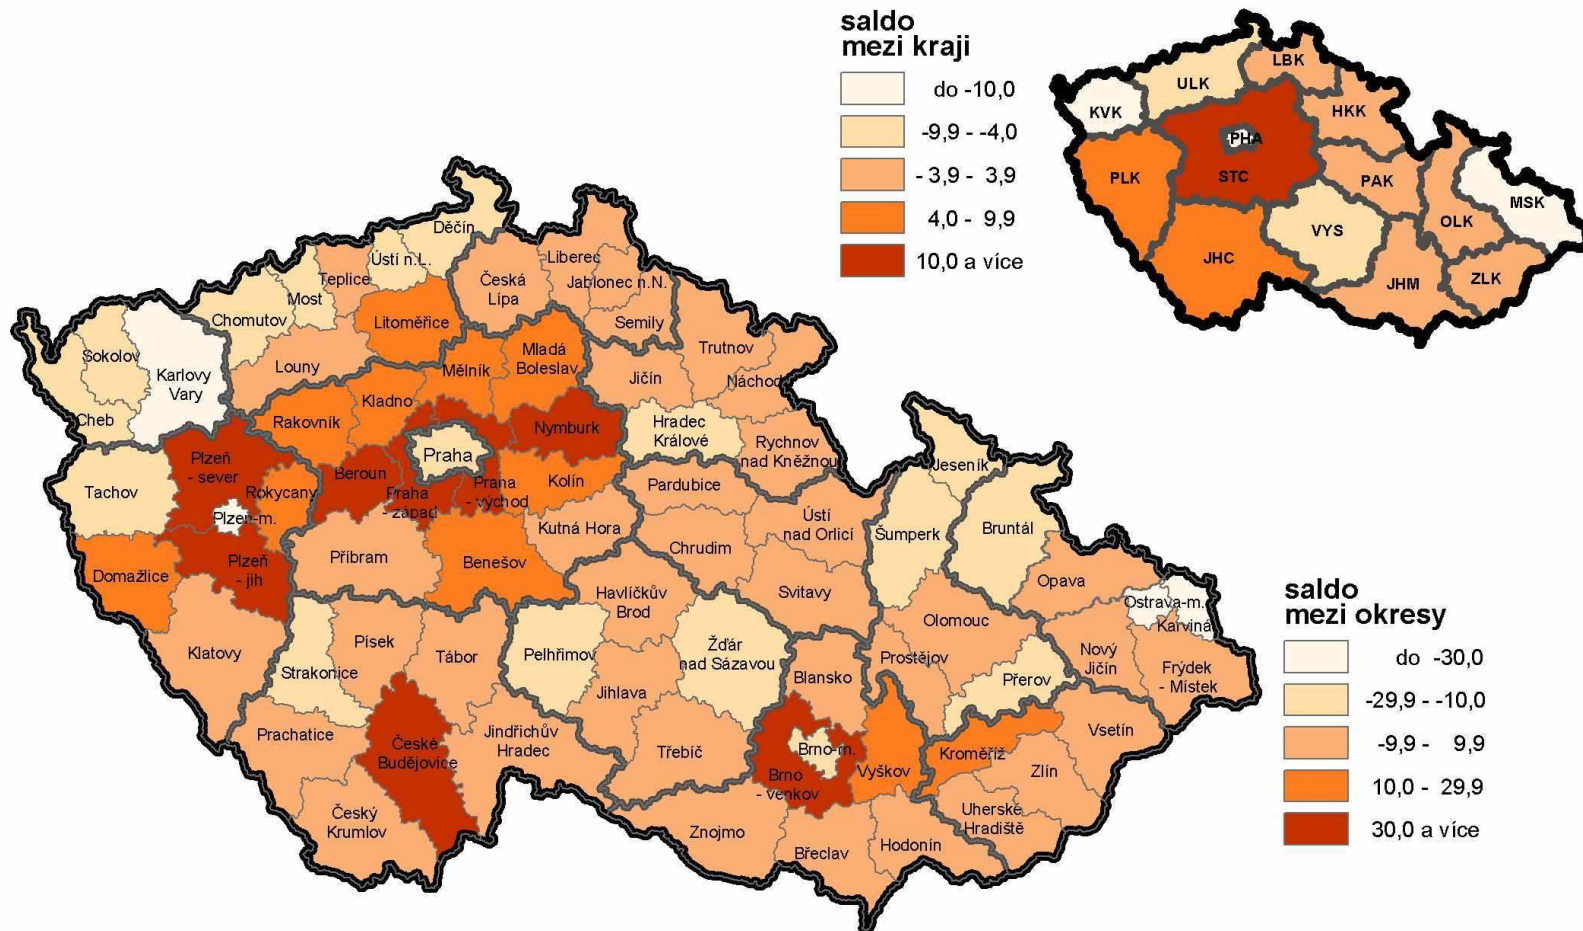 saldo
mezi kraji
do -10,0
-9,9 - -4,0
- 3,9 - 3,9
4,0 - 9,9
10,0 a více
LBK
ULK
KVK
HKK
PHA
PLK
STC
PAK
MSK
OLK
VYS
JHC
JHM
ZLK
Děčín
Ústí n.L.
Liberec
Teplice
Česká
Lípa
Jablonec n.N.
Most
Chomutov
Litoměřice
Semily
Sokolov
Mladá
Boleslav
Trutnov
Karlovy
Vary
Louny
Mělník
Jičín
Náchod
Kladno
Cheb
Rakovník
Hradec
Králové
Nymburk
Rychnov
nad Kněžnou
Praha
Plzeň
- sever
Beroun
Jeseník
Tachov
Rokycany
Praha
- západ
Praha
- východ
Kolín
Pardubice
Plzeň-m.
Kutná Hora
Ústí
nad Orlicí
Bruntál
Šumperk
Příbram
Chrudim
Plzeň
- jih
Benešov
Domažlice
Opava
Havlíčkův
Brod
Svitavy
Ostrava-m.
Karviná
Olomouc
Klatovy
Písek
Tábor
Pelhřimov
Žďár
nad Sázavou
Prostějov
Nový
Jičín
Strakonice
Blansko
Přerov
Frýdek
- Místek
Jihlava
Prachatice
Jindřichův
Hradec
Vsetín
České
Budějovice
Třebíč
Brno-m.
Kroměříž
Brno
- venkov
Vyškov
Zlín
Český
Krumlov
Uherské
Hradiště
Znojmo
Břeclav
Hodonín
saldo
mezi okresy
do -30,0
-29,9 - -10,0
-9,9 - 9,9
10,0 - 29,9
30,0 a více